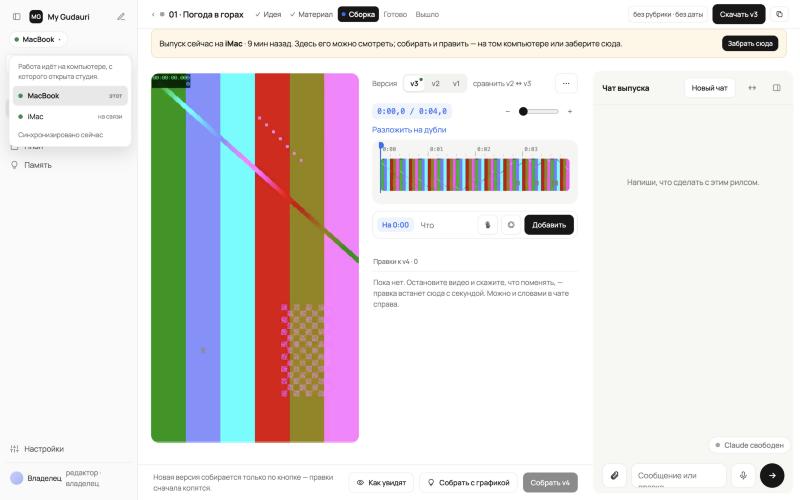 My Gudauri
MacBook
Работа идёт на компьютере, с
которого открыта студия.
MacBook этот
iMac на связи
Синхронизировано сейчас
Память
Настройки
Владелец редактор ·
владелец
01 · Погода в горах
Идея Материал Сборка Готово Вышло
без рубрики · без даты
Скачать v3
Выпуск сейчас на iMac · 9 мин назад. Здесь его можно смотреть; собирать и править — на том компьютере или заберите сюда.
Забрать сюда
00:00:00.000
0
Версия v3 v2 v1 сравнить v2 ↔ v3 ...
0:00,0 / 0:04,0 − +
Разложить на дубли
0:00 0:01 0:02 0:03
На 0:00 Что Добавить
Правки к v4 · 0
Пока нет. Остановите видео и скажите, что поменять, —
правка встанет сюда с секундой. Можно и словами в чате
справа.
Новая версия собирается только по кнопке — правки
сначала копятся.
Как увидят
Собрать с графикой
Собрать v4
Чат выпуска
Новый чат
Напиши, что сделать с этим рилсом.
Claude свободен
Сообщение или